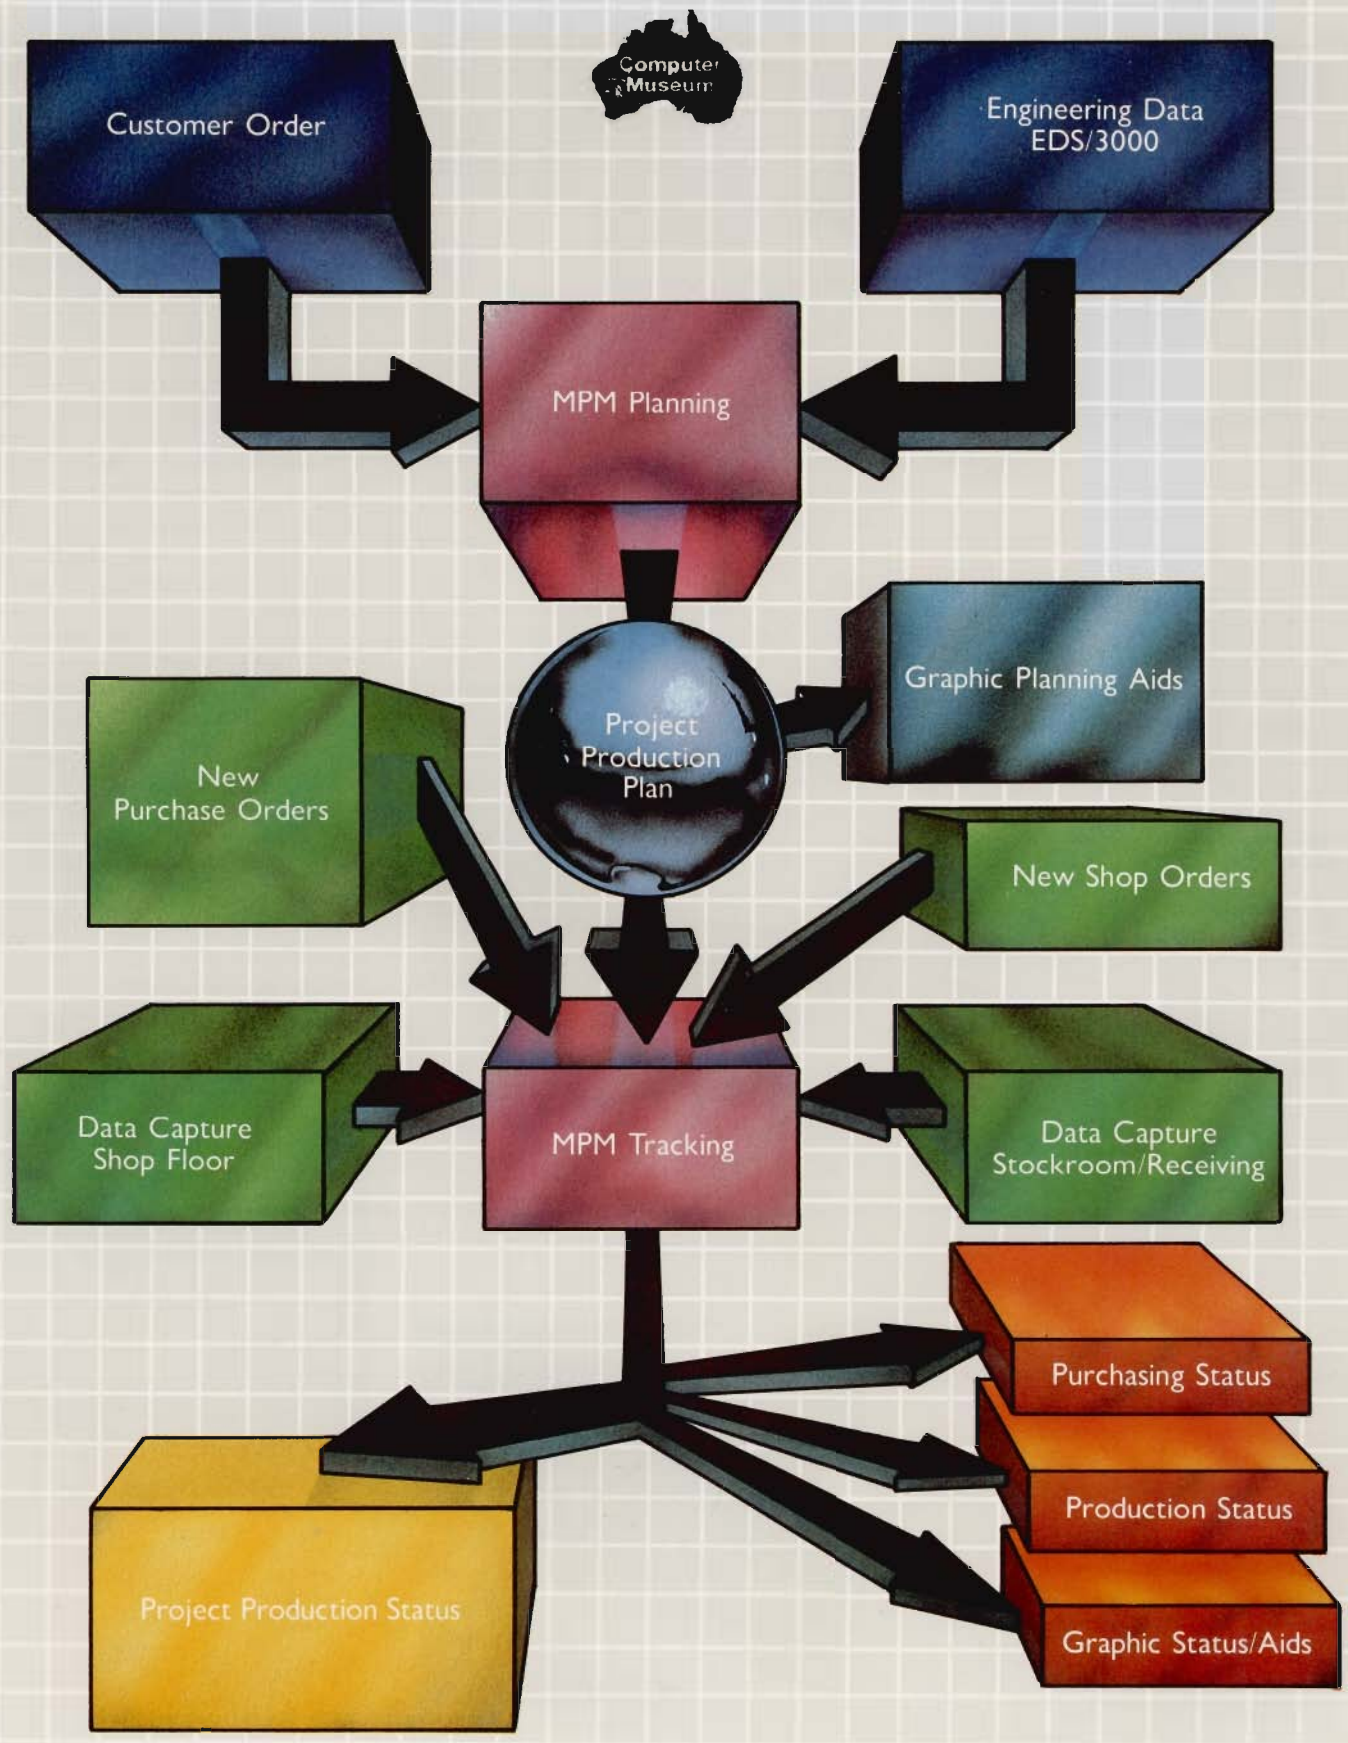 Computer
Museum
Customer Order
Engineering Data
EDS/3000
MPM Planning
Graphic Planning Aids
Project
Production
Plan
New
Purchase Orders
New Shop Orders
Data Capture
Shop Floor
MPM Tracking
Data Capture
Stockroom/Receiving
Purchasing Status
Production Status
Project Production Status
Graphic Status/Aids